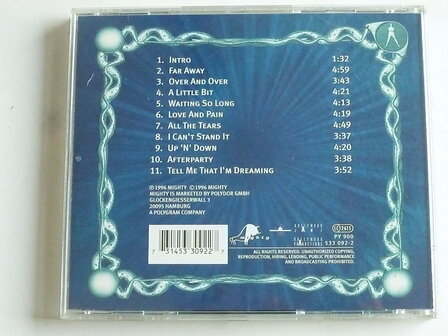 1. INTRO 1:32
2. FAR AWAY 4:59
3. OVER AND OVER 3:43
4. A LITTLE BIT 4:21
5. WAITING SO LONG 4:13
6. LOVE AND PAIN 4:19
7. ALL THE TEARS 4:49
8. I CAN'T STAND IT 3:37
9. UP 'N' DOWN 4:20
10. AFTERPARTY 3:38
11. TELL ME THAT I'M DREAMING 3:52
℗ 1996 MIGHTY © 1996 MIGHTY
MIGHTY IS MARKETED BY POLYDOR GMBH
GLOCKENGIESSERWALL 3
20095 HAMBURG
A POLYGRAM COMPANY
7 31453 30922 7
mighty
LC 7615
PY 900
533 092-2
ALL RIGHTS RESERVED. UNAUTHORIZED COPYING,
REPRODUCTION, HIRING, LENDING, PUBLIC PERFORMANCE
AND BROADCASTING PROHIBITED.